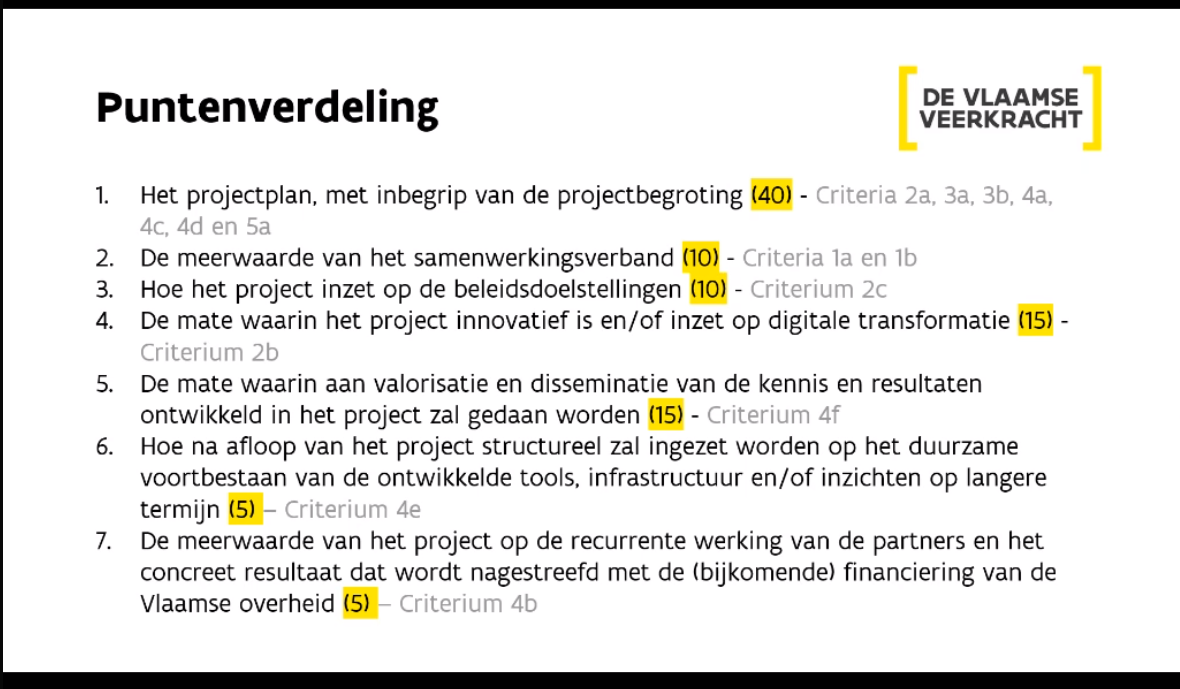 Puntenverdeling
DE VLAAMSE
VEERKRACHT
1. Het projectplan, met inbegrip van de projectbegroting (40) - Criteria 2a, 3a, 3b, 4a,
4c, 4d en 5a
2. De meerwaarde van het samenwerkingsverband (10) - Criteria 1a en 1b
3. Hoe het project inzet op de beleidsdoelstellingen (10) - Criterium 2c
4. De mate waarin het project innovatief is en/of inzet op digitale transformatie (15) -
Criterium 2b
5. De mate waarin aan valorisatie en disseminatie van de kennis en resultaten
ontwikkeld in het project zal gedaan worden (15) - Criterium 4f
6. Hoe na afloop van het project structureel zal ingezet worden op het duurzame
voortbestaan van de ontwikkelde tools, infrastructuur en/of inzichten op langere
termijn (5) – Criterium 4e
7. De meerwaarde van het project op de recurrente werking van de partners en het
concreet resultaat dat wordt nagestreefd met de (bijkomende) financiering van de
Vlaamse overheid (5) – Criterium 4b